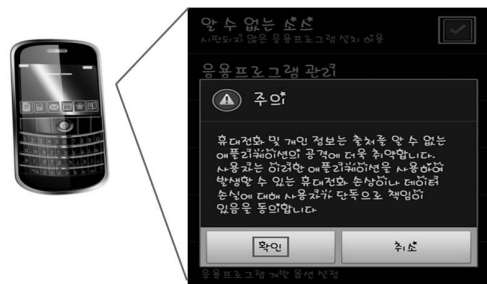 알 수 없는 소스
시판되지 않은 응용프로그램 설치 허용
응용프로그램 관리
주의
휴대전화 및 개인 정보는 출처를 알 수 없는
애플리케이션의 공격에 더욱 취약합니다.
사용자는 이러한 애플리케이션을 사용하여
발생할 수 있는 휴대전화 손상이나 데이터
손실에 대해 사용자가 단독으로 책임이
있음을 동의합니다
확인
취소
응용프로그램 개발 옵션 설정